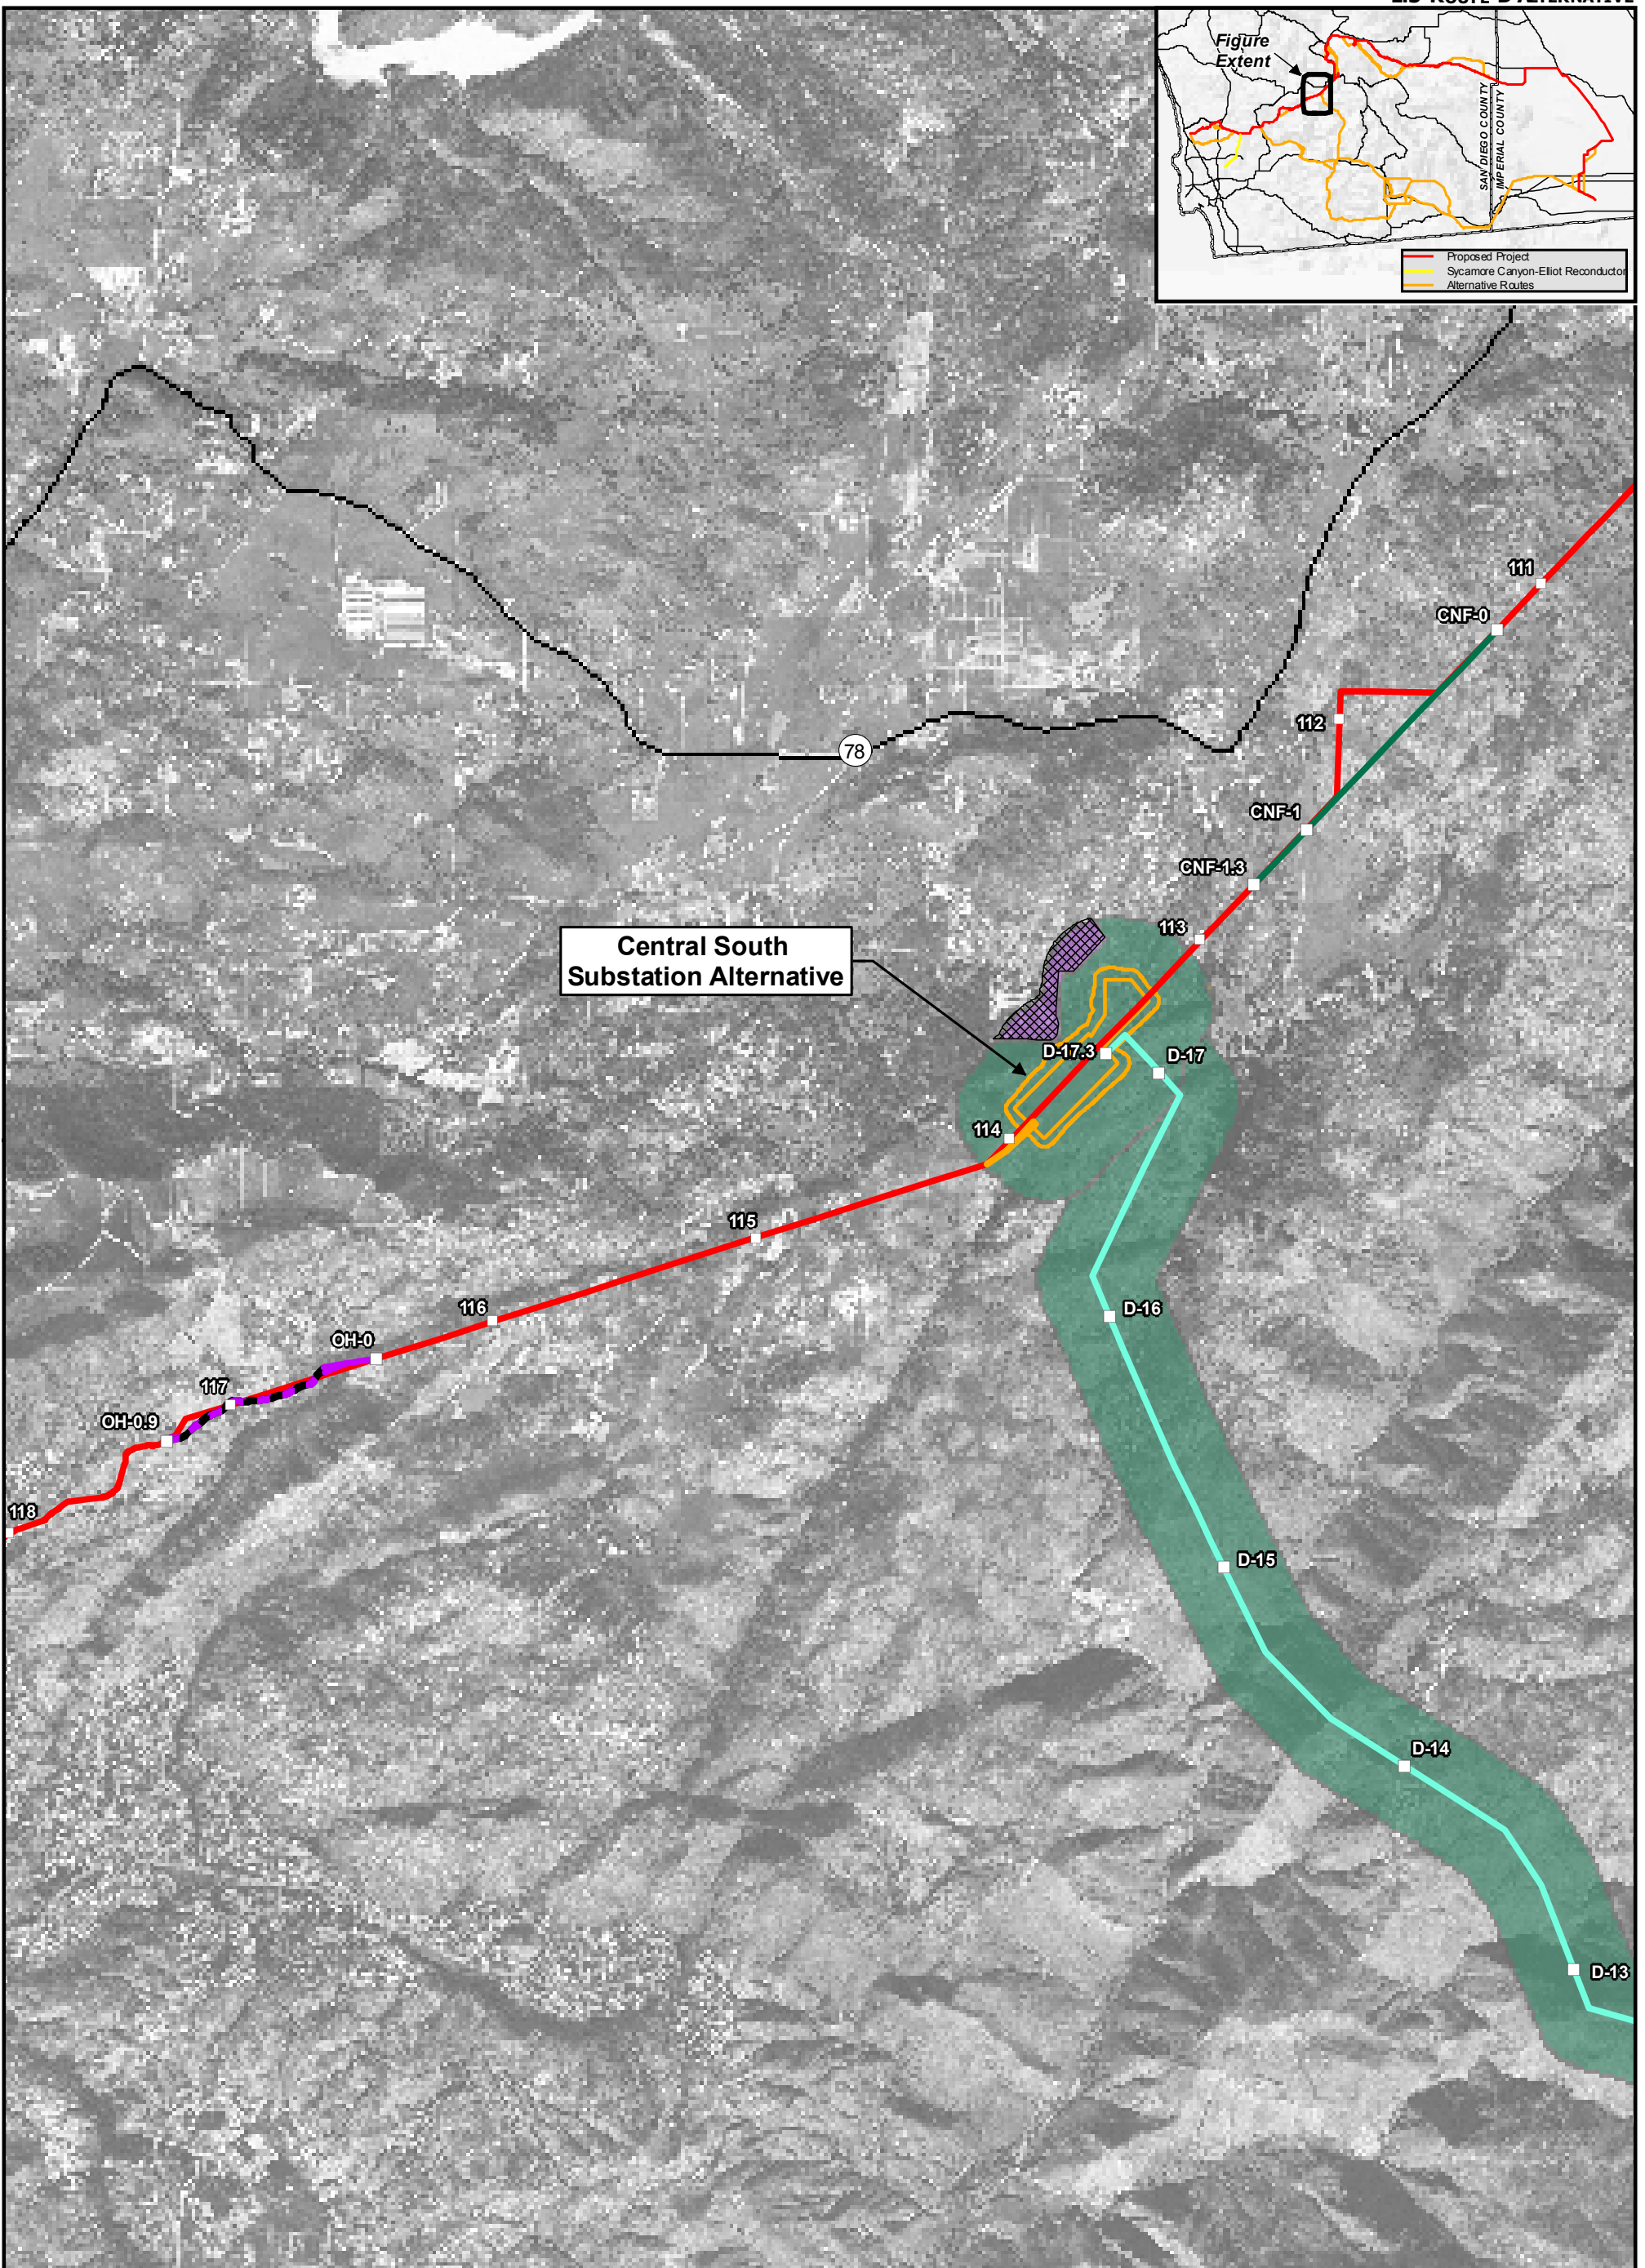 Figure
Extent
SAN DIEGO COUNTY
IMPERIAL COUNTY
Proposed Project
Sycamore Canyon-Elliot Reconductor
Alternative Routes
111
CNF-0
112
78
CNF-1
CNF-1.3
113
Central South
Substation Alternative
D-17.3
D-17
114
115
D-16
116
OH-0
117
OH-0.9
118
D-15
D-14
D-13